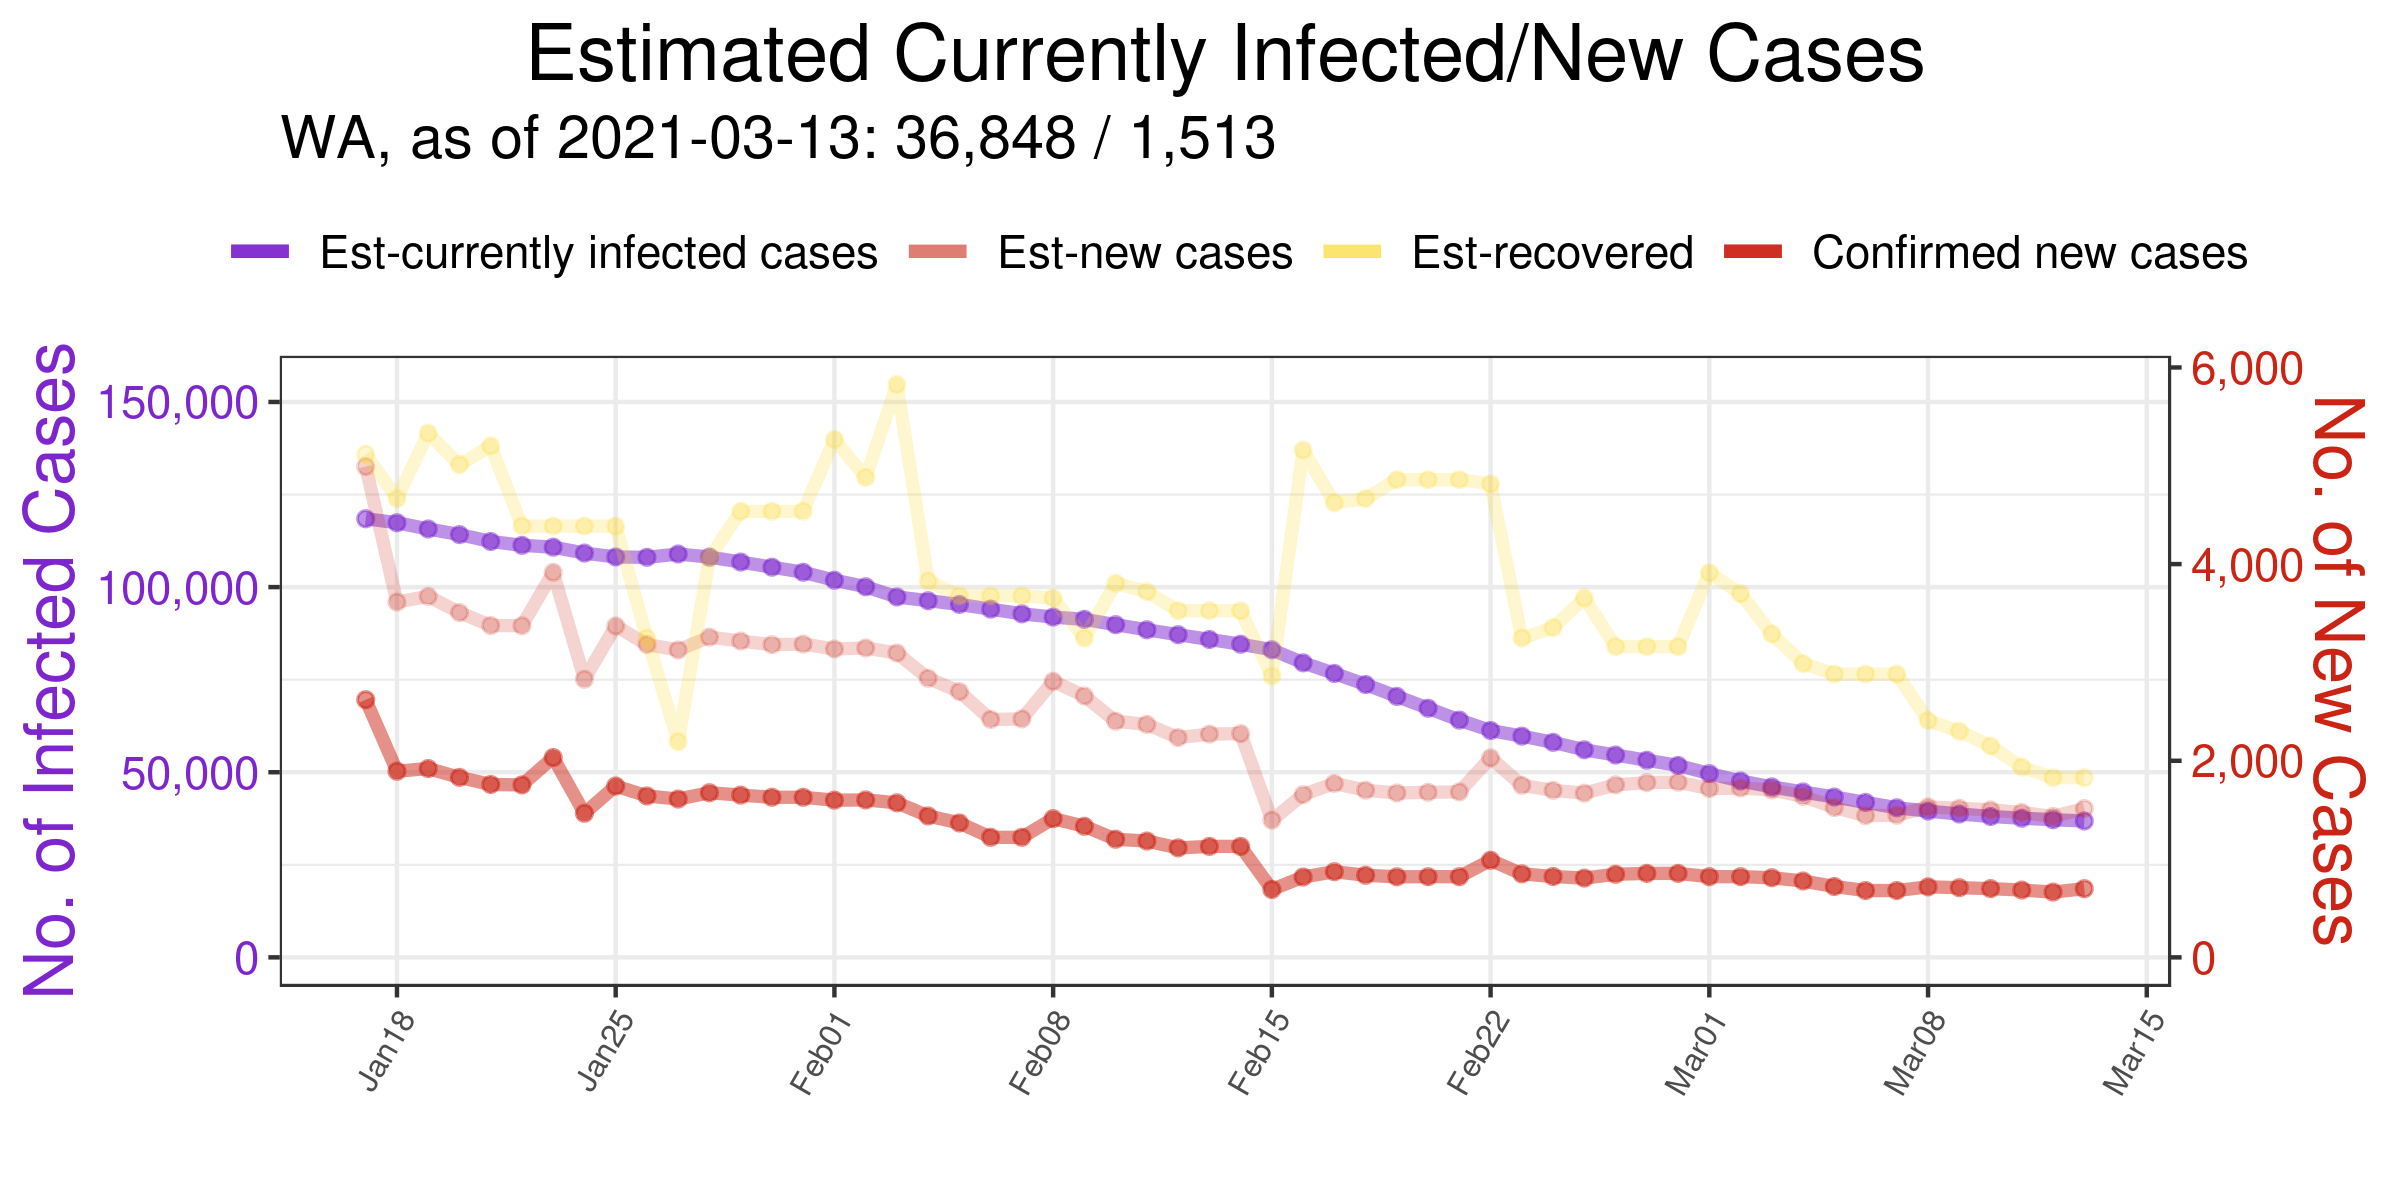 Estimated Currently Infected/New Cases
WA, as of 2021-03-13: 36,848 / 1,513
Est-currently infected cases Est-new cases Est-recovered Confirmed new cases
No. of Infected Cases
150,000
100,000
50,000
0
6,000
4,000
2,000
0
No. of New Cases
Jan18 Jan25 Feb01 Feb08 Feb15 Feb22 Mar01 Mar08 Mar15